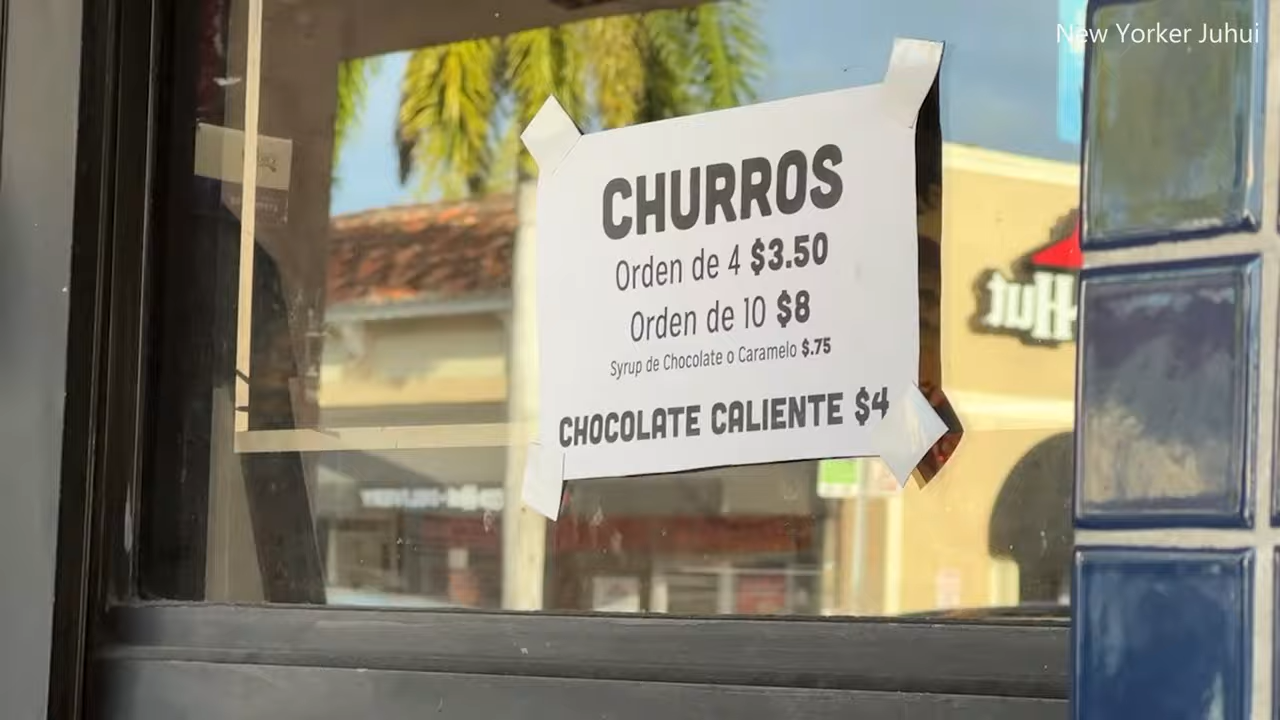 New Yorker Juhui
CHURROS
Orden de 4 $3.50
Orden de 10 $8
Syrup de Chocolate o Caramelo $.75
CHOCOLATE CALIENTE $4
Hut